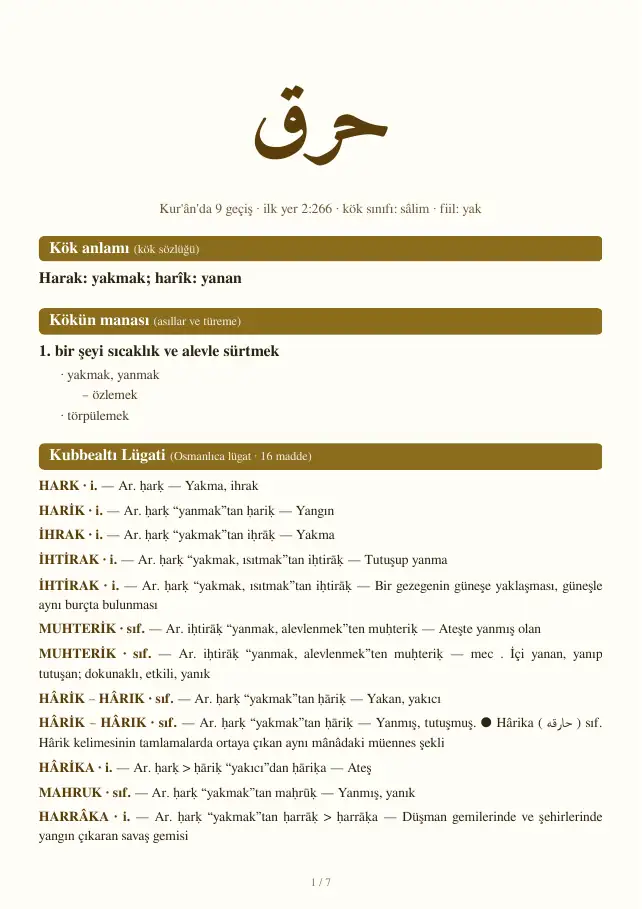 حرق
Kur'ân'da 9 geçiş · ilk yer 2:266 · kök sınıfı: sâlim · fiil: yak
Kök anlamı (kök sözlüğü)
Harak: yakmak; harîk: yanan
Kökün manası (asıllar ve türeme)
1. bir şeyi sıcaklık ve alevle sürtmek
· yakmak, yanmak
– özlemek
· törpülemek
Kubbealtı Lügati (Osmanlıca lügat · 16 madde)
HARK · i. — Ar. ḥarḳ — Yakma, ihrak
HARİK · i. — Ar. ḥarḳ “yanmak”tan ḥariḳ — Yangın
İHRAK · i. — Ar. ḥarḳ “yanmak”tan iḥrāḳ — Yakma
İHTİRAK · i. — Ar. ḥarḳ “yakmak, ısıtmak”tan iḥtirāḳ — Tutuşup yanma
İHTİRAK · i. — Ar. ḥarḳ “yakmak, ısıtmak”tan iḥtirāḳ — Bir gezegenin güneşe yaklaşması, güneşle
aynı burçta bulunması
MUHTERİK · sıf. — Ar. iḥtirāḳ “yanmak, alevlenmek”ten muḥteriḳ — Ateşte yanmış olan
MUHTERİK · sıf. — Ar. iḥtirāḳ “yanmak, alevlenmek”ten muḥteriḳ — mec . İçi yanan, yanıp
tutuşan; dokunaklı, etkili, yanık
HÂRİK – HÂRIK · sıf. — Ar. ḥarḳ “yakmak”tan ḥāriḳ — Yakan, yakıcı
HÂRİK – HÂRIK · sıf. — Ar. ḥarḳ “yakmak”tan ḥāriḳ — Yanmış, tutuşmuş. ● Hârika ( حارقه ) sıf.
Hârik kelimesinin tamlamalarda ortaya çıkan aynı mânâdaki müennes şekli
HÂRİKA · i. — Ar. ḥarḳ > ḥāriḳ “yakıcı”dan ḥāriḳa — Ateş
MAHRUK · sıf. — Ar. ḥarḳ “yakmak”tan maḥrūḳ — Yanmış, yanık
HARRÂKA · i. — Ar. ḥarḳ “yakmak”tan ḥarrāḳ > ḥarrāḳa — Düşman gemilerinde ve şehirlerinde
yangın çıkaran savaş gemisi
1 / 7